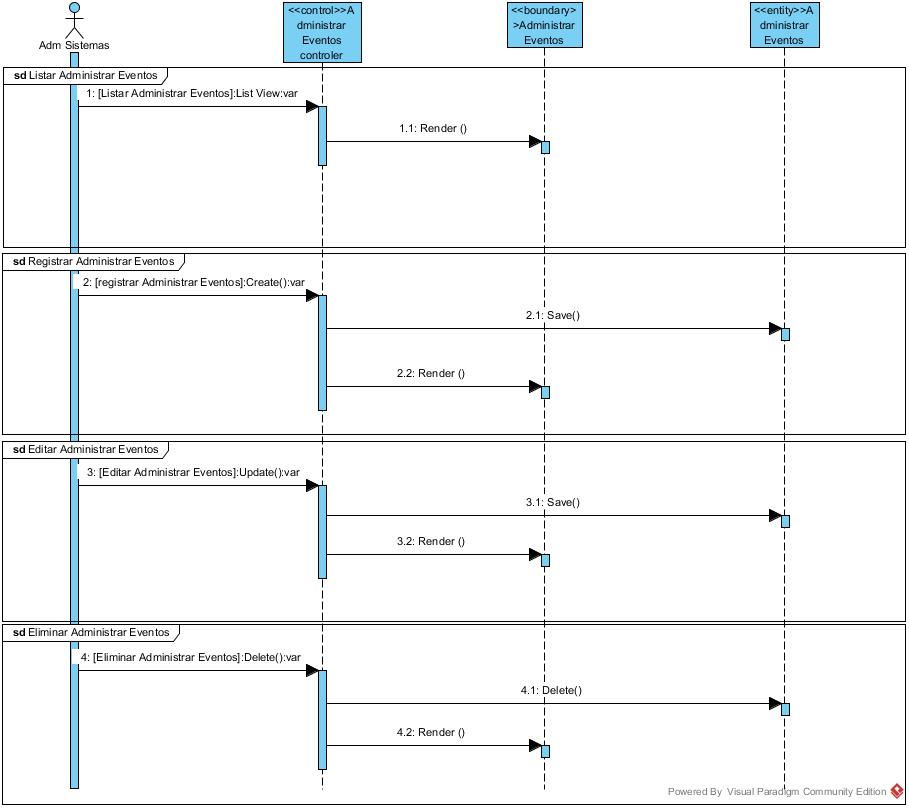 <<control>>A
dministrar
Eventos
controler
<<boundary>
>Administrar
Eventos
<<entity>>A
dministrar
Eventos
Adm Sistemas
sd Listar Administrar Eventos
1: [Listar Administrar Eventos]:List View:var
1.1: Render ()
sd Registrar Administrar Eventos
2: [registrar Administrar Eventos]:Create():var
2.1: Save()
2.2: Render ()
sd Editar Administrar Eventos
3: [Editar Administrar Eventos]:Update():var
3.1: Save()
3.2: Render ()
sd Eliminar Administrar Eventos
4: [Eliminar Administrar Eventos]:Delete():var
4.1: Delete()
4.2: Render ()
Powered By Visual Paradigm Community Edition